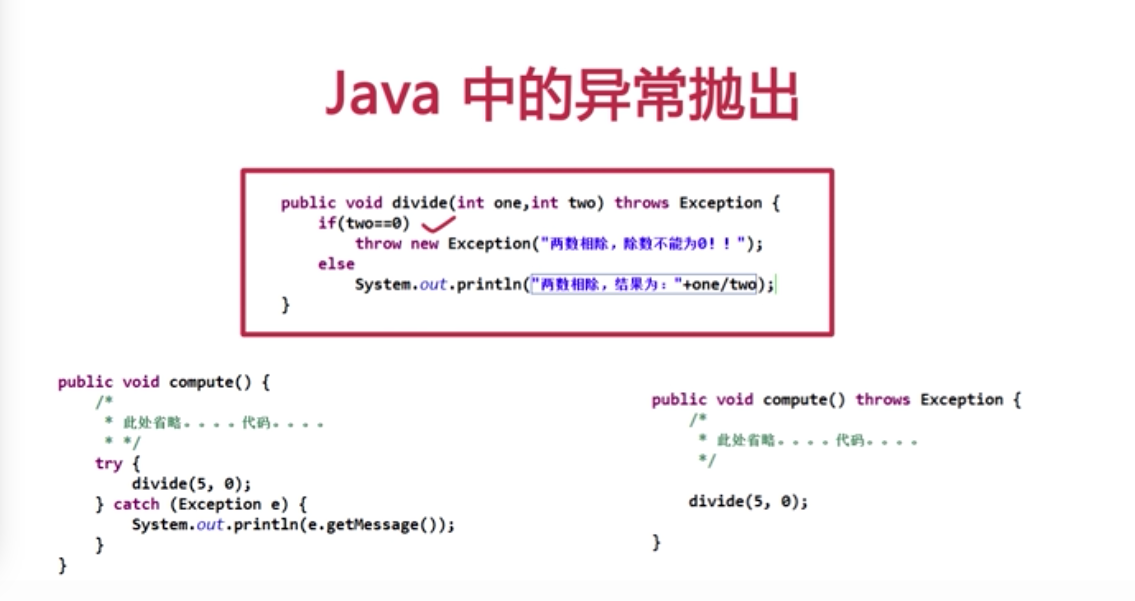 Java 中的异常抛出
public void divide(int one,int two) throws Exception {
if(two==0)
throw new Exception("两数相除，除数不能为0！！");
else
System.out.println("两数相除，结果为："+one/two);
}
public void compute() {
/*
* 此处省略。。。。代码。。。。
* */
try {
divide(5, 0);
} catch (Exception e) {
System.out.println(e.getMessage());
}
}
public void compute() throws Exception {
/*
* 此处省略。。。。代码。。。。
*/
divide(5, 0);
}